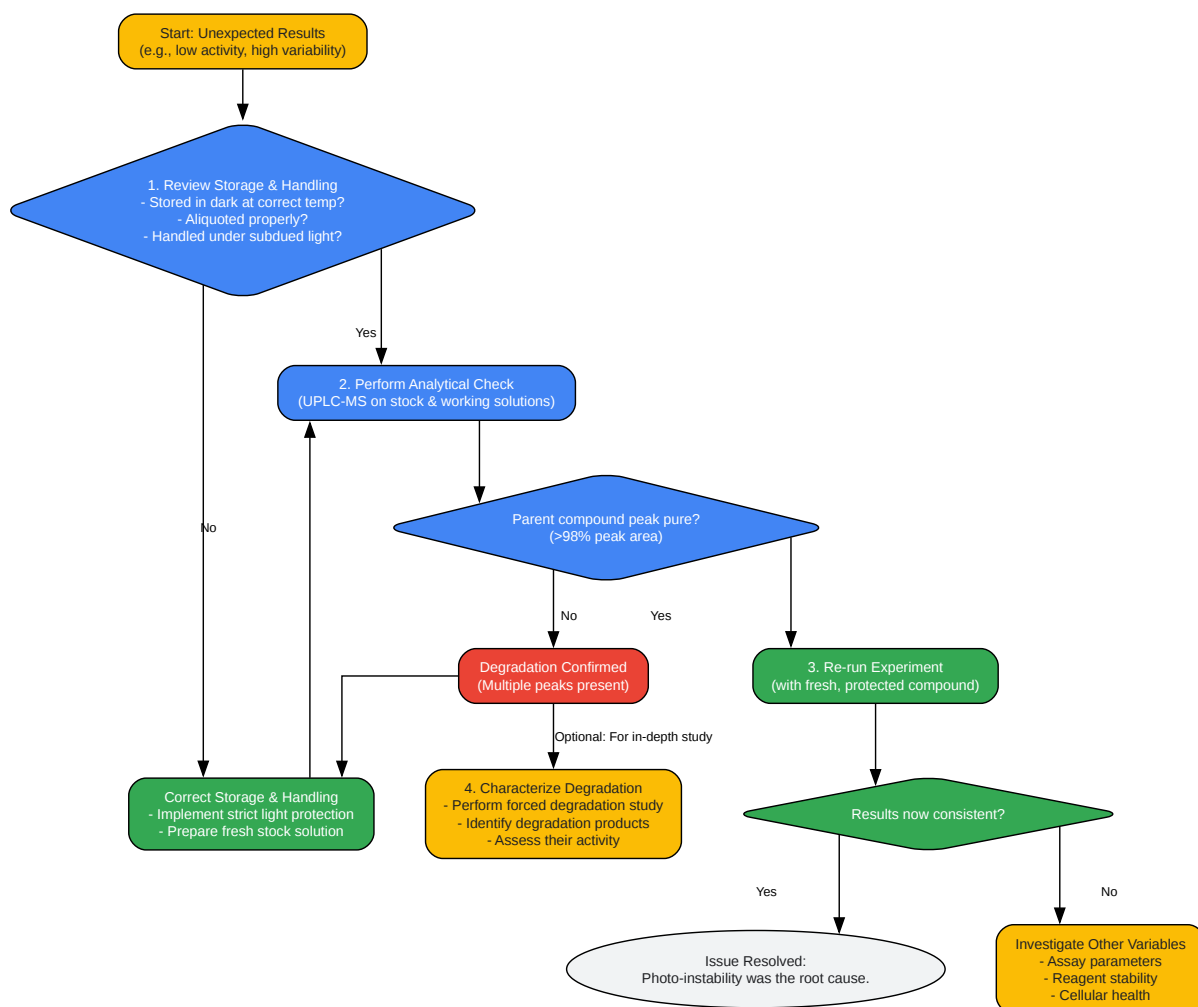 Start: Unexpected Results
(e.g., low activity, high variability)
1. Review Storage & Handling
- Stored in dark at correct temp?
- Aliquoted properly?
- Handled under subdued light?
Yes
2. Perform Analytical Check
(UPLC-MS on stock & working solutions)
No
Parent compound peak pure?
(>98% peak area)
No
Yes
Degradation Confirmed
(Multiple peaks present)
3. Re-run Experiment
(with fresh, protected compound)
Optional: For in-depth study
Correct Storage & Handling
- Implement strict light protection
- Prepare fresh stock solution
4. Characterize Degradation
- Perform forced degradation study
- Identify degradation products
- Assess their activity
Results now consistent?
Yes
No
Issue Resolved:
Photo-instability was the root cause.
Investigate Other Variables
- Assay parameters
- Reagent stability
- Cellular health